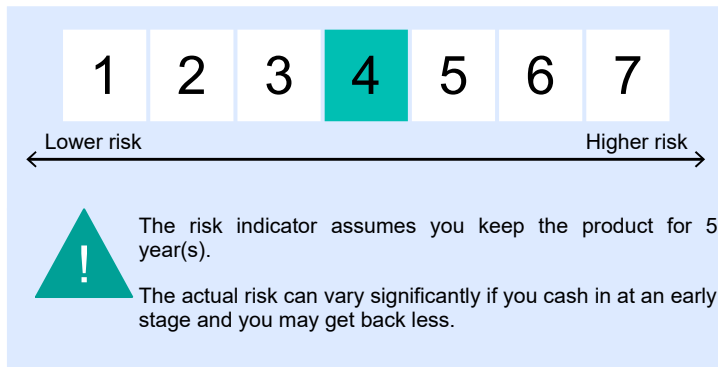 1 2 3 4 5 6 7
Lower risk Higher risk
!
The risk indicator assumes you keep the product for 5
year(s).
The actual risk can vary significantly if you cash in at an early
stage and you may get back less.